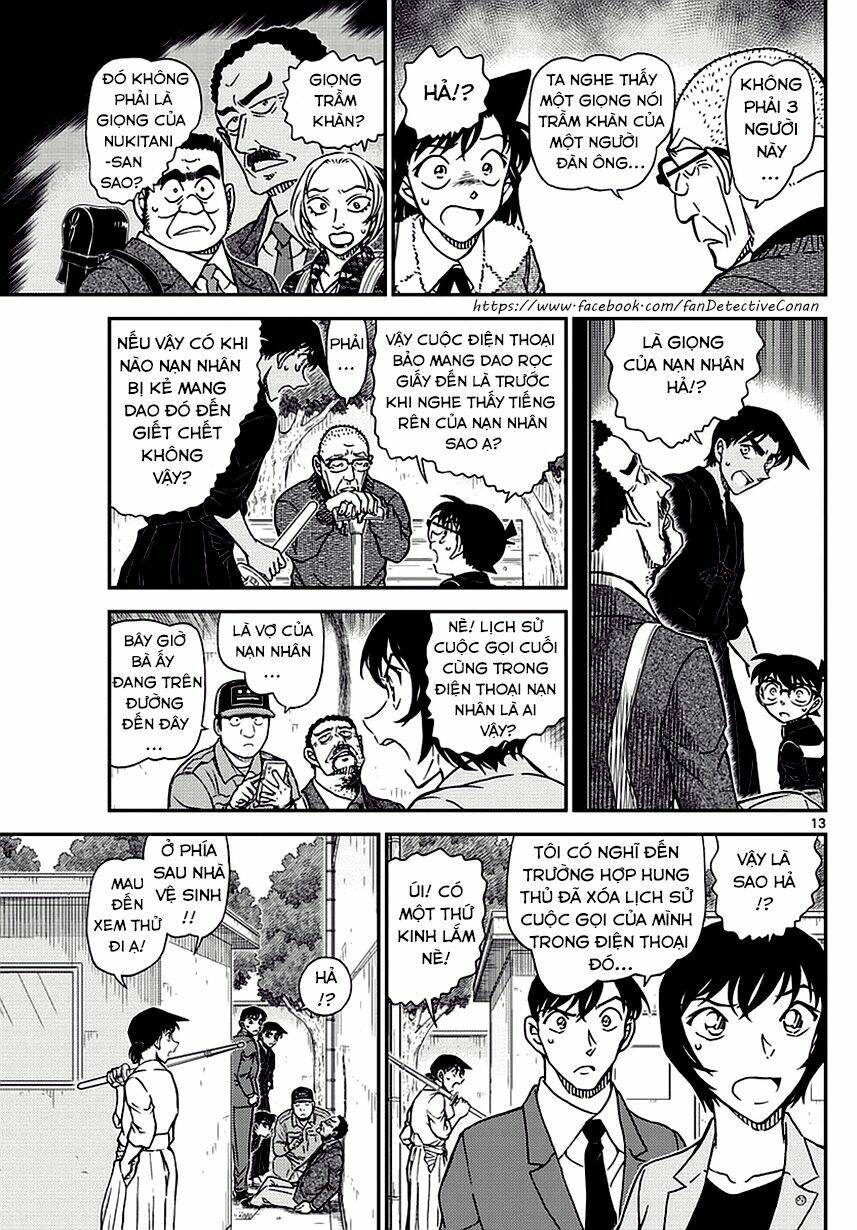 KHÔNG
PHẢI 3
NGƯỜI
NÀY
...
TA NGHE THẤY
MỘT GIỌNG NÓI
TRẦM KHÀN CỦA
MỘT NGƯỜI
ĐÀN ÔNG...
HẢ!?
GIỌNG
TRẦM
KHÀN?
ĐÓ KHÔNG
PHẢI LÀ
GIỌNG CỦA
NUKITANI
-SAN
SAO?
https://www.facebook.com/fanDetectiveConan
LÀ GIỌNG
CỦA NẠN NHÂN
HẢ!?
VẬY CUỘC ĐIỆN THOẠI
BẢO MANG DAO RỌC
GIẤY ĐẾN LÀ TRƯỚC
KHI NGHE THẤY TIẾNG
RÊN CỦA NẠN NHÂN
SAO Ạ?
PHẢI
...
NẾU VẬY CÓ KHI
NÀO NẠN NHÂN
BỊ KẺ MANG
DAO ĐÓ ĐẾN
GIẾT CHẾT
KHÔNG
VẬY?
NÈ! LỊCH SỬ
CUỘC GỌI CUỐI
CÙNG TRONG
ĐIỆN THOẠI NẠN
NHÂN LÀ AI
VẬY?
LÀ VỢ CỦA
NẠN NHÂN
...
BÂY GIỜ
BÀ ẤY
ĐANG TRÊN
ĐƯỜNG
ĐẾN ĐÂY
...
13
VẬY LÀ
SAO HẢ
!?
TÔI CÓ NGHĨ ĐẾN
TRƯỜNG HỢP HUNG
THỦ ĐÃ XÓA LỊCH SỬ
CUỘC GỌI CỦA MÌNH
TRONG ĐIỆN THOẠI
ĐÓ...
ÚI! CÓ
MỘT THỨ
KINH LẮM
NÈ!
HẢ
!?
Ở PHÍA
SAU NHÀ
VỆ SINH
!!
MAU
ĐẾN
XEM THỬ
ĐI Ạ!